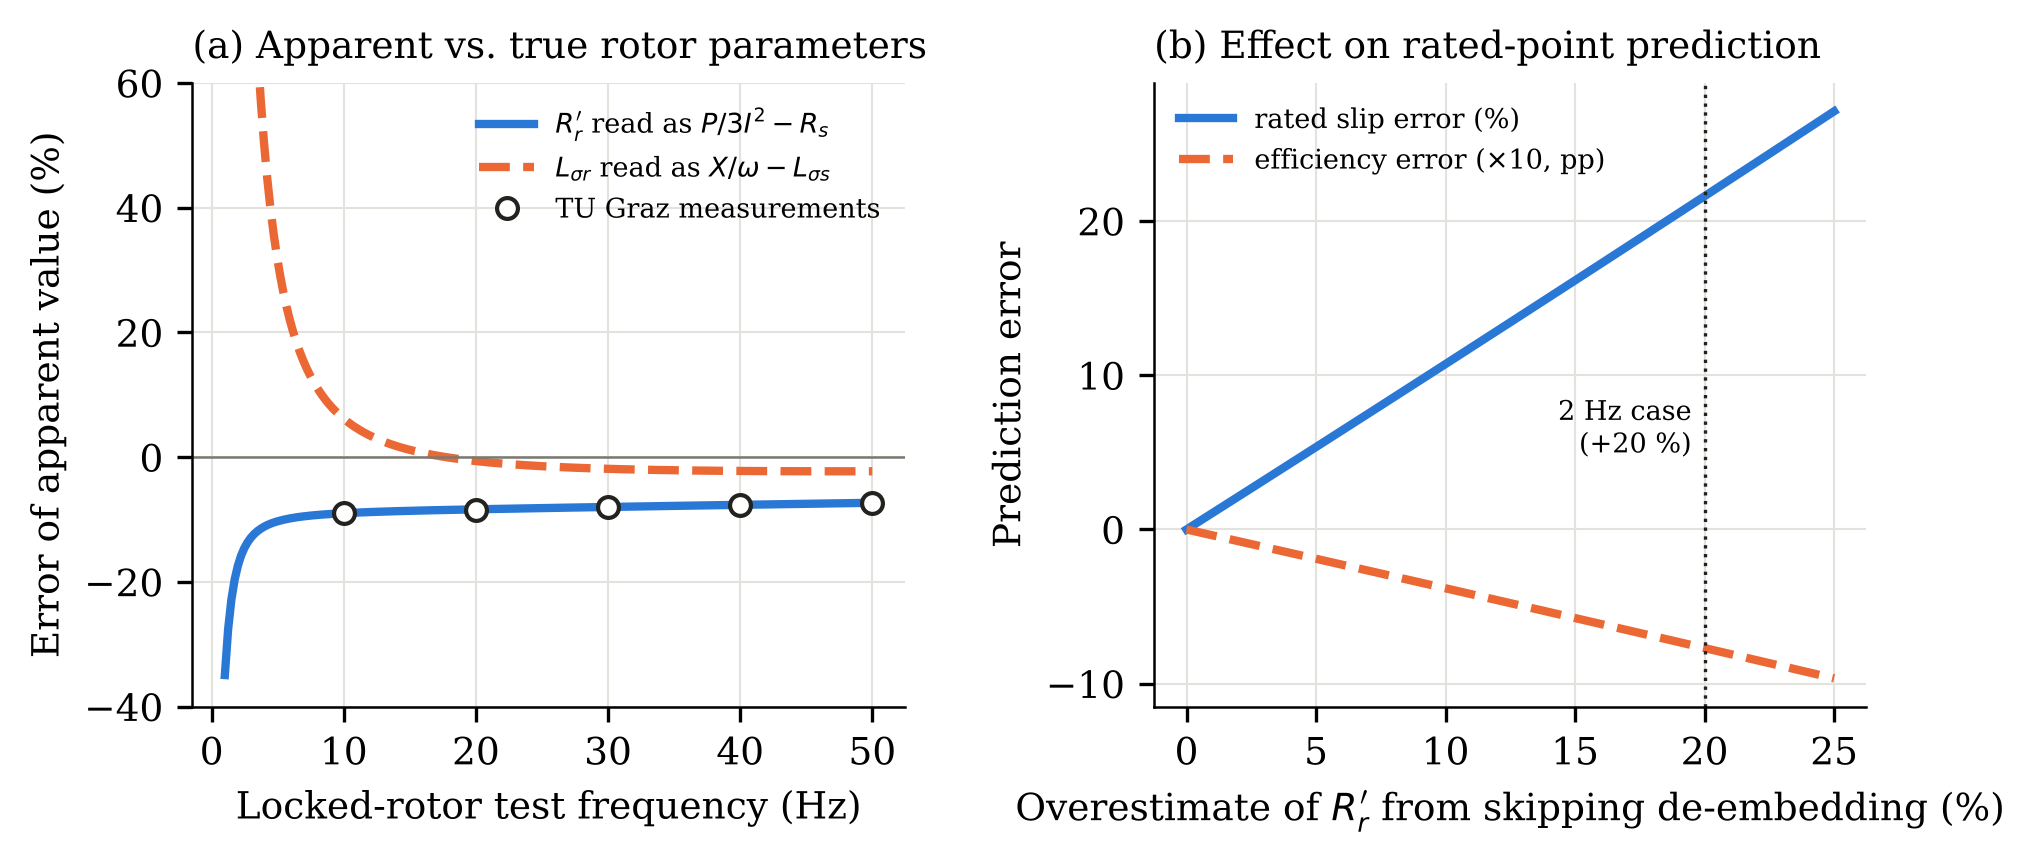 (a) Apparent vs. true rotor parameters
60
40
20
0
−20
−40
Error of apparent value (%)
R′r read as P/3I² − Rs
Lσr read as X/ω − Lσs
TU Graz measurements
0 10 20 30 40 50
Locked-rotor test frequency (Hz)
(b) Effect on rated-point prediction
20
10
0
−10
Prediction error
rated slip error (%)
efficiency error (×10, pp)
2 Hz case
(+20 %)
0 5 10 15 20 25
Overestimate of R′r from skipping de-embedding (%)